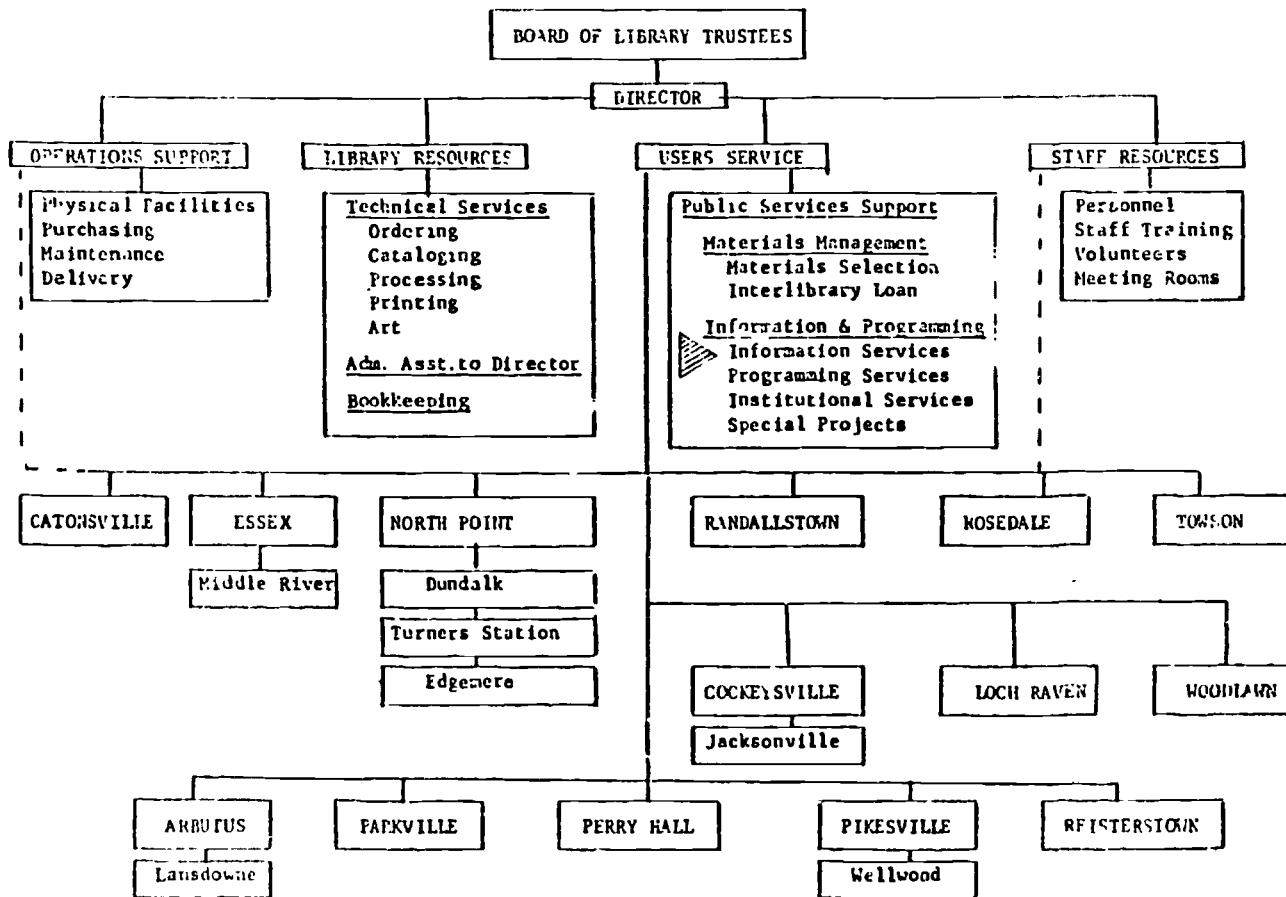 BOARD OF LIBRARY TRUSTEES
DIRECTOR
OPERATIONS SUPPORT
LIBRARY RESOURCES
USERS SERVICE
STAFF RESOURCES
Physical Facilities
Purchasing
Maintenance
Delivery
Technical Services
Ordering
Cataloging
Processing
Printing
Art
Adm. Asst.to Director
Bookkeeping
Public Services Support
Materials Management
Materials Selection
Interlibrary Loan
Information & Programming
Information Services
Programming Services
Institutional Services
Special Projects
Personnel
Staff Training
Volunteers
Meeting Rooms
CATONSVILLE
ESSEX
NORTH POINT
RANDALLSTOWN
ROSEDALE
TOWSON
Middle River
Dundalk
Turners Station
Edgemere
COCKEYSVILLE
LOCH RAVEN
WOODLAWN
Jacksonville
ARBUTUS
PARKVILLE
PERRY HALL
PIKESVILLE
REISTERSTOWN
Lansdowne
Wellwood